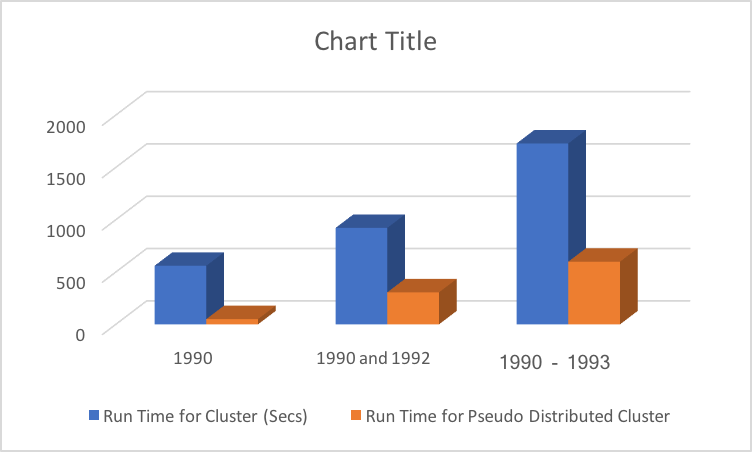 Chart Title
2000
1500
1000
500
0
1990
1990 and 1992
1990 - 1993
Run Time for Cluster (Secs)
Run Time for Pseudo Distributed Cluster